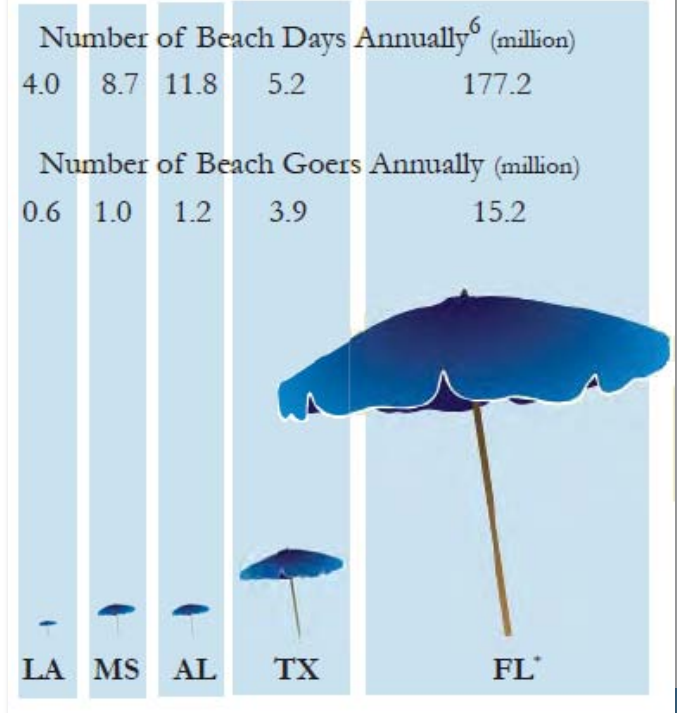 Number of Beach Days Annually⁶ (million)
4.0 8.7 11.8 5.2 177.2
Number of Beach Goers Annually (million)
0.6 1.0 1.2 3.9 15.2
LA MS AL TX FL*